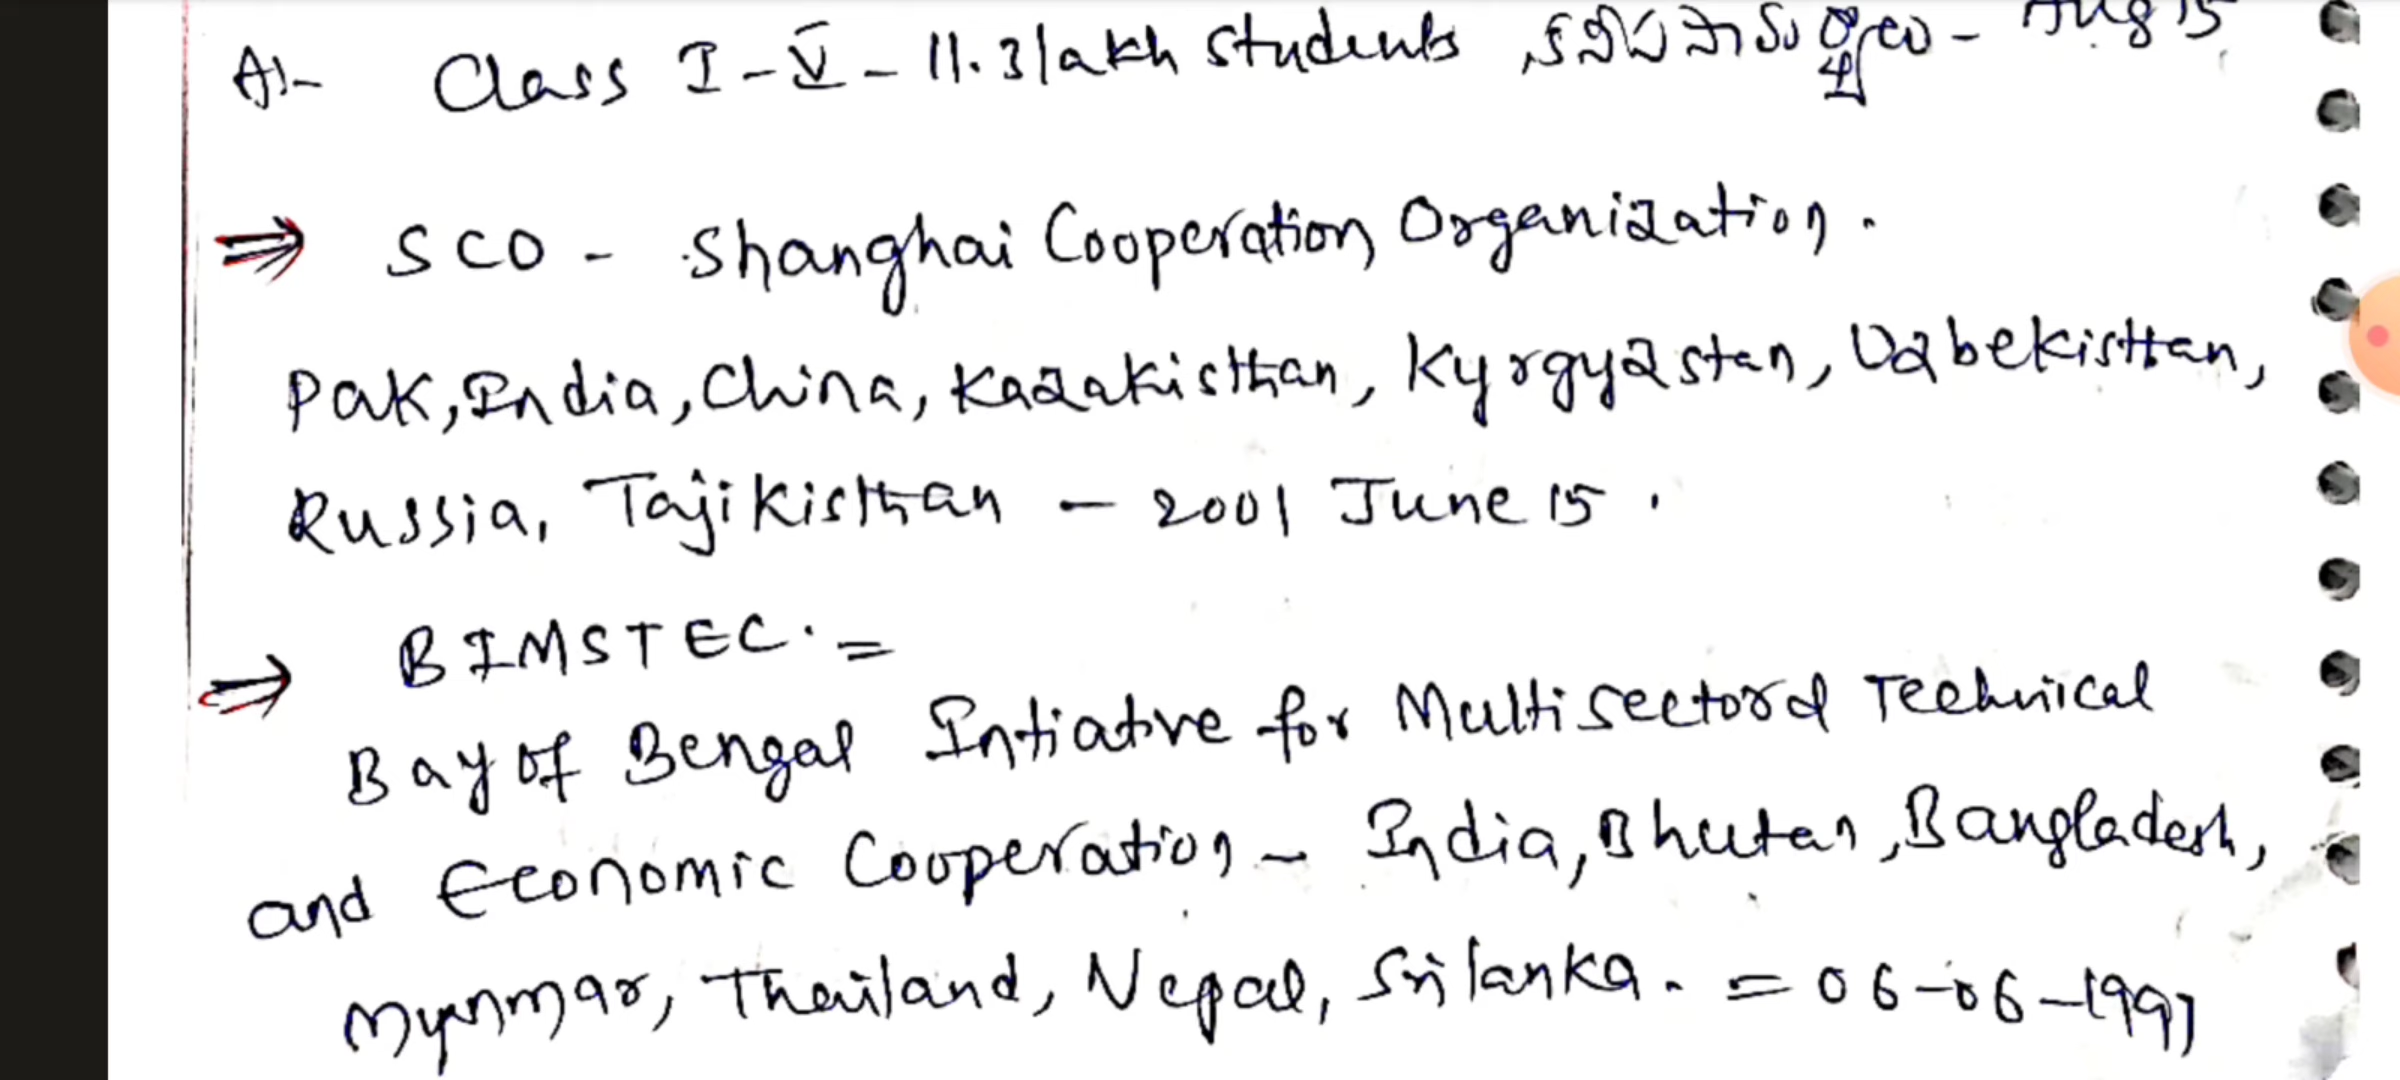 A)- Class I-V - 11.3lakh students - Aug 15
⇒ SCO - Shanghai Cooperation Organization.
Pak, India, China, Kazakisthan, Kyrgyzstan, Uzbekisthan,
Russia, Tajikisthan - 2001 June 15.
⇒ BIMSTEC. =
Bay of Bengal Intiative for Multisectoral Technical
and Economic Cooperation - India, Bhutan, Bangladesh,
Myanmar, Thailand, Nepal, Srilanka. = 06-06-1997